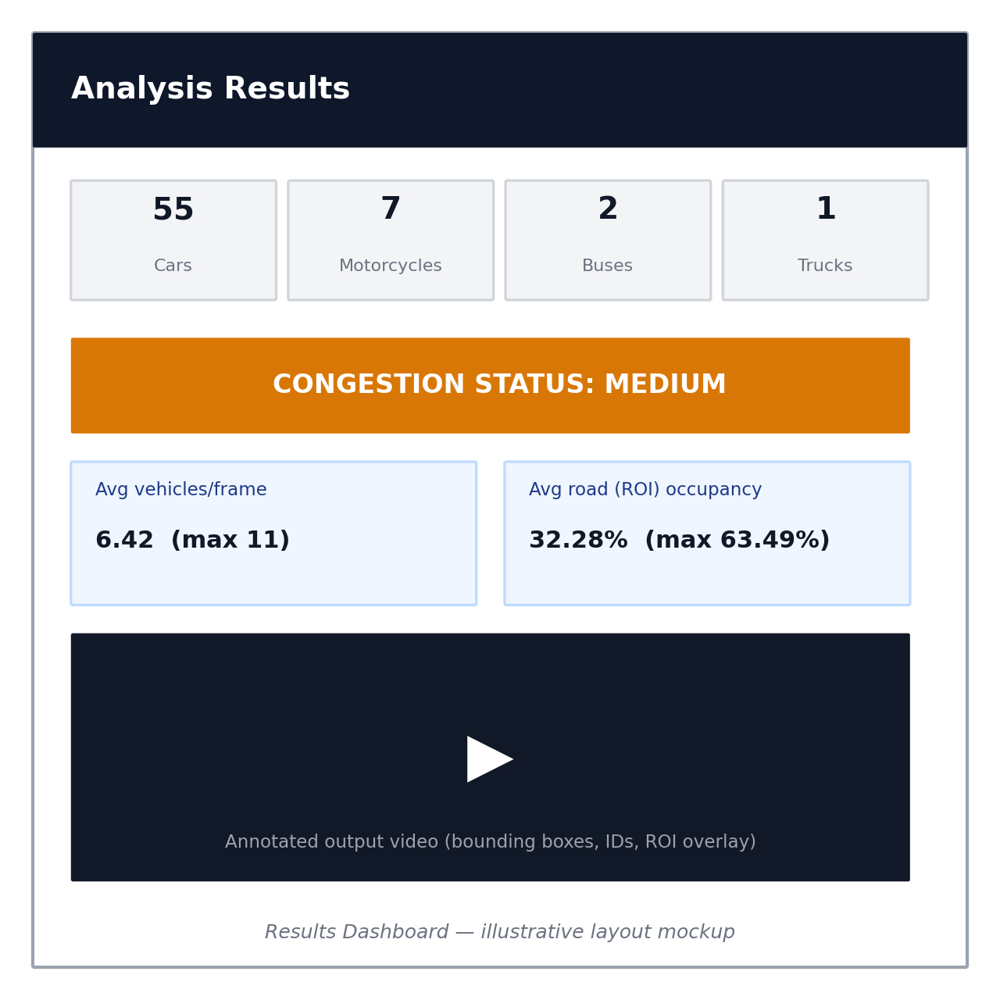 Analysis Results
55
Cars
7
Motorcycles
2
Buses
1
Trucks
CONGESTION STATUS: MEDIUM
Avg vehicles/frame
6.42  (max 11)
Avg road (ROI) occupancy
32.28%  (max 63.49%)
Annotated output video (bounding boxes, IDs, ROI overlay)
Results Dashboard — illustrative layout mockup